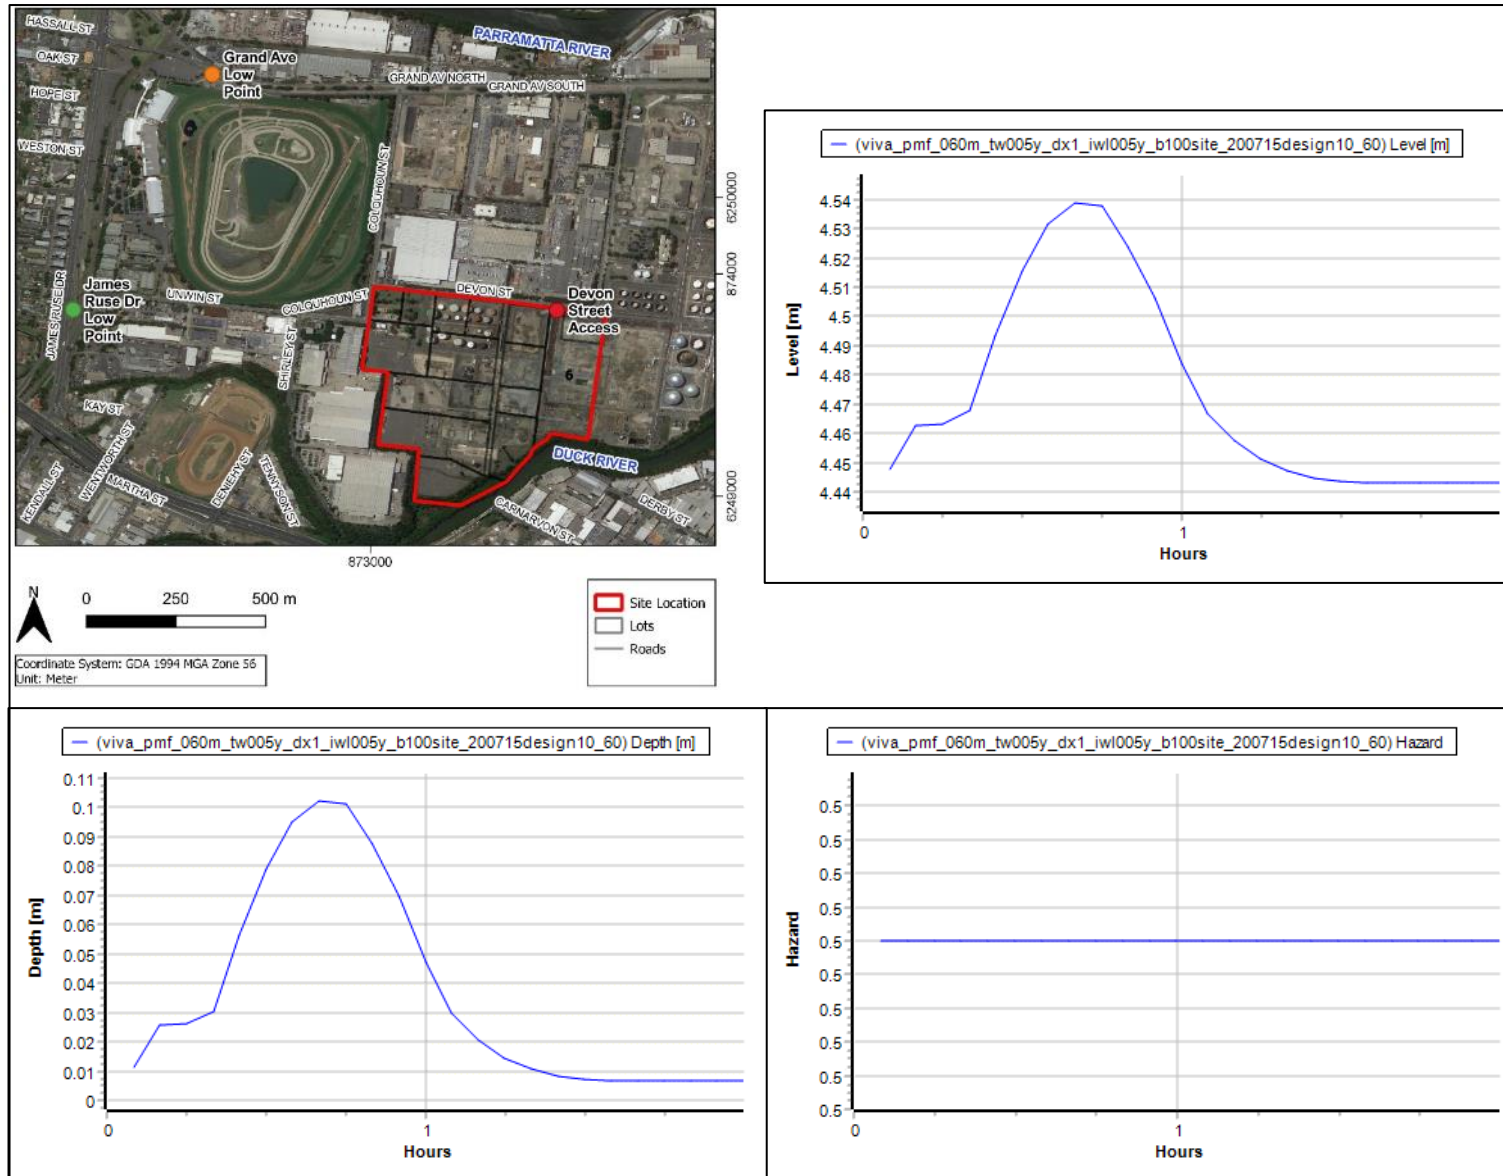 HASSALL ST
OAK ST
HOPE ST
WESTON ST
Grand Ave
Low
Point
PARRAMATTA RIVER
GRAND AV NORTH
GRAND AV SOUTH
COLQUHOUN ST
JAMES RUSE DR
James
Ruse Dr
Low
Point
UNWIN ST
COLQUHOUN ST
DEVON ST
Devon
Street
Access
SHIRLEY ST
6
KAY ST
WENTWORTH ST
KENDALL ST
MARTHA ST
DENIEHY ST
TENNYSON ST
DUCK RIVER
CARNARVON ST
DERBY ST
6250000
874000
6249000
873000
N
0 250 500 m
Coordinate System: GDA 1994 MGA Zone 56
Unit: Meter
Site Location
Lots
Roads
(viva_pmf_060m_tw005y_dx1_iwl005y_b100site_200715design10_60) Level [m]
Level [m]
4.54
4.53
4.52
4.51
4.5
4.49
4.48
4.47
4.46
4.45
4.44
0 1
Hours
(viva_pmf_060m_tw005y_dx1_iwl005y_b100site_200715design10_60) Depth [m]
Depth [m]
0.11
0.1
0.09
0.08
0.07
0.06
0.05
0.04
0.03
0.02
0.01
0
0 1
Hours
(viva_pmf_060m_tw005y_dx1_iwl005y_b100site_200715design10_60) Hazard
Hazard
0.5
0.5
0.5
0.5
0.5
0.5
0.5
0.5
0.5
0.5
0 1
Hours